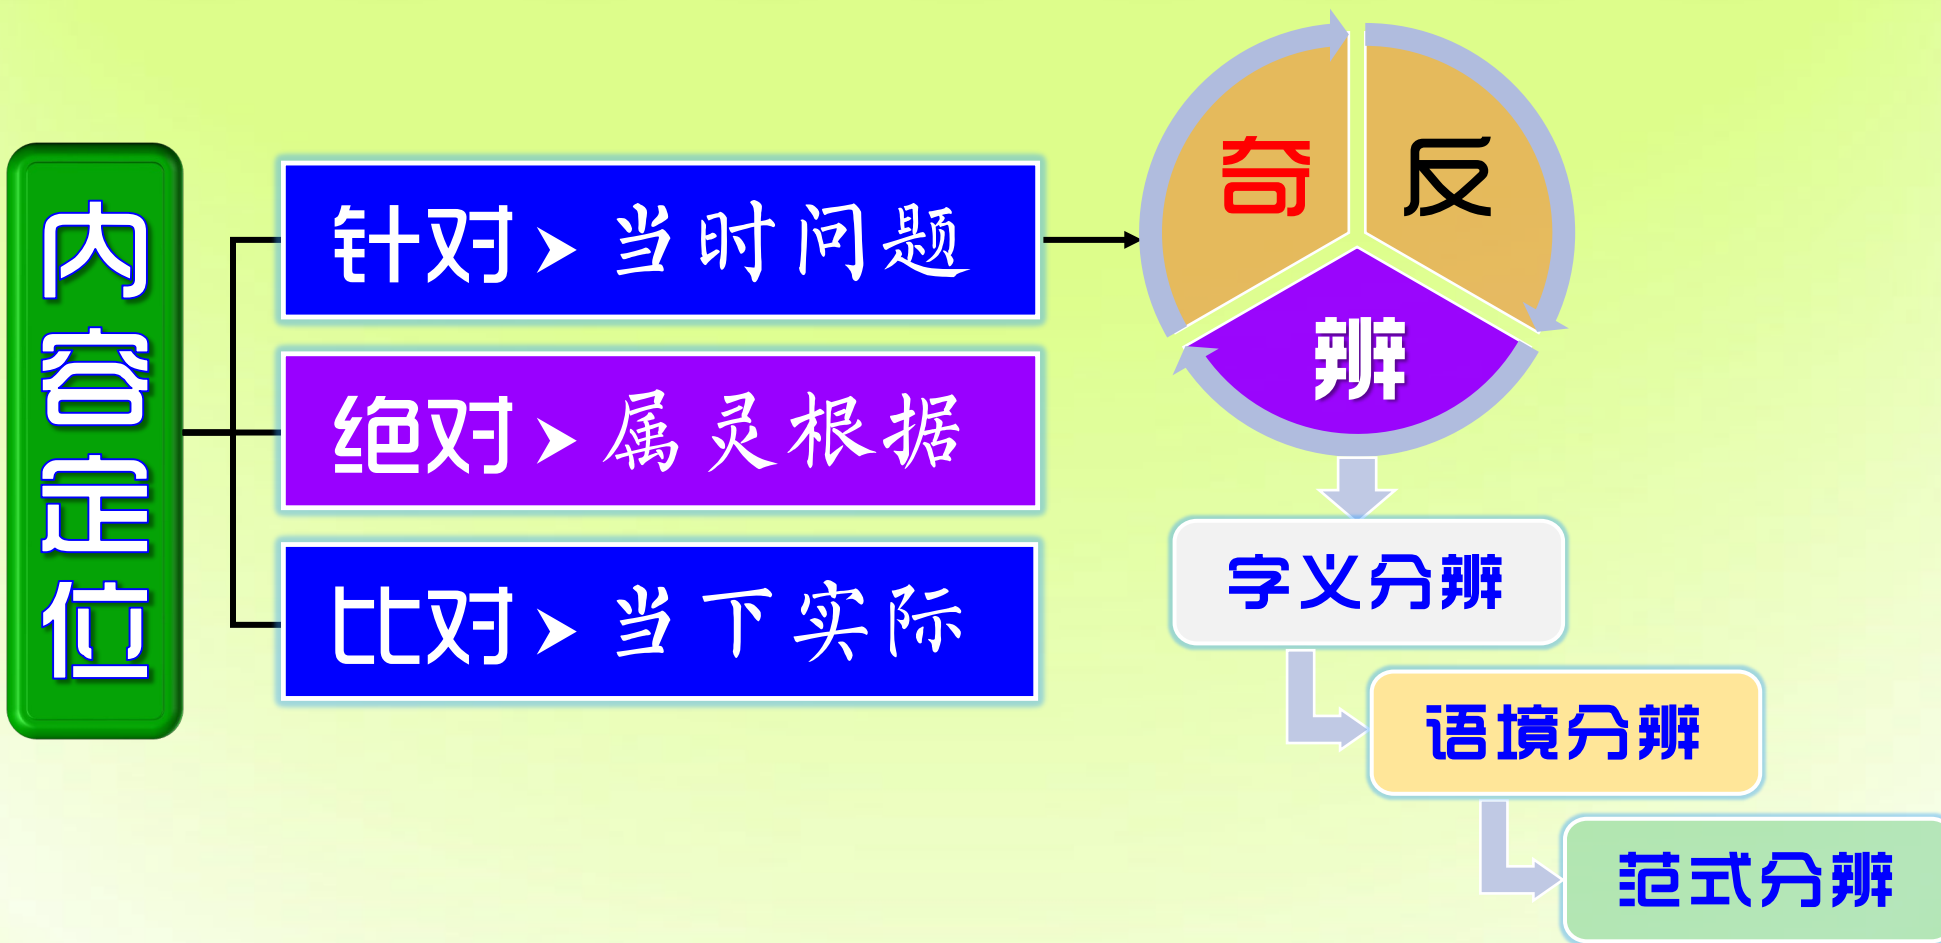 内容定位
针对➤当时问题
绝对➤属灵根据
比对➤当下实际
奇
反
辨
字义分辨
语境分辨
范式分辨